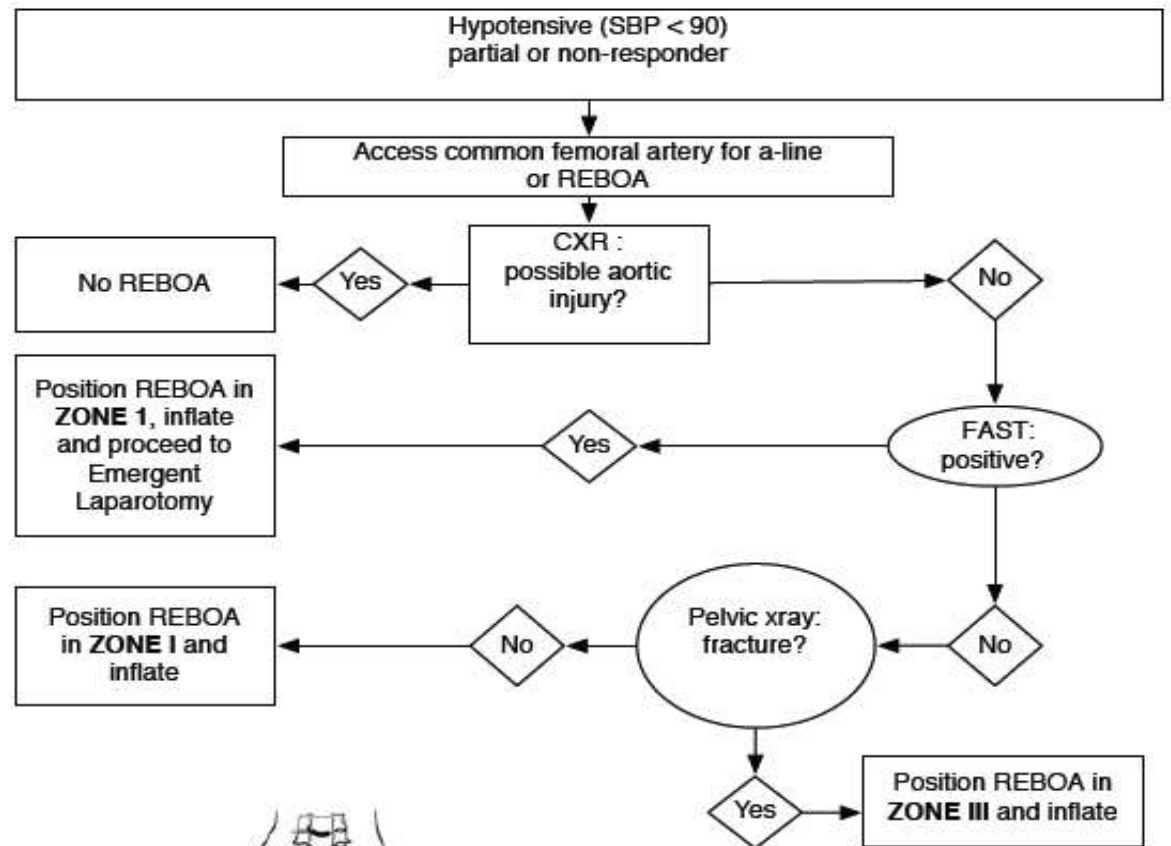 Hypotensive (SBP < 90)
partial or non-responder
Access common femoral artery for a-line
or REBOA
CXR :
possible aortic
injury?
Yes
No REBOA
No
FAST:
positive?
Yes
Position REBOA in
ZONE 1, inflate
and proceed to
Emergent
Laparotomy
No
Pelvic xray:
fracture?
No
Position REBOA
in ZONE I and
inflate
Yes
Position REBOA in
ZONE III and inflate